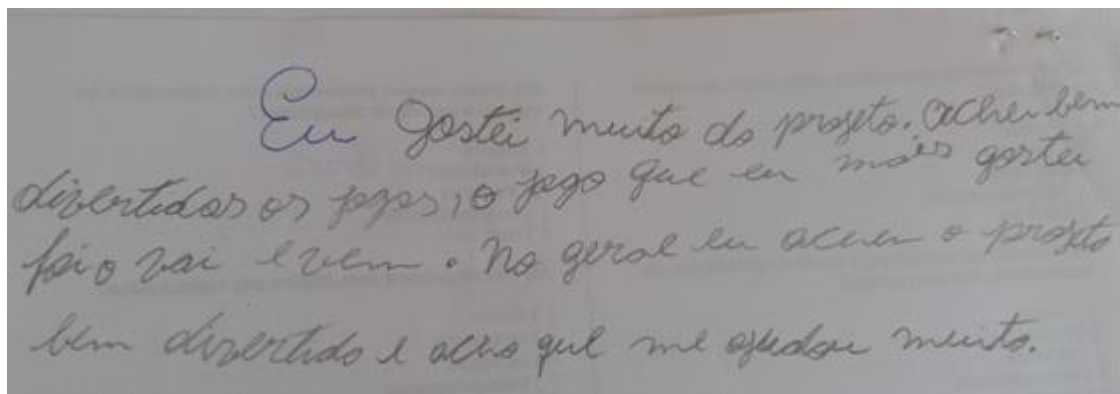 Eu Gostei muito do projeto. achei bem
divertidos os jogos, o jogo que eu mais gostei
foi o vai e vem. No geral eu achei o projeto
bem divertido e acho que me ajudou muito.